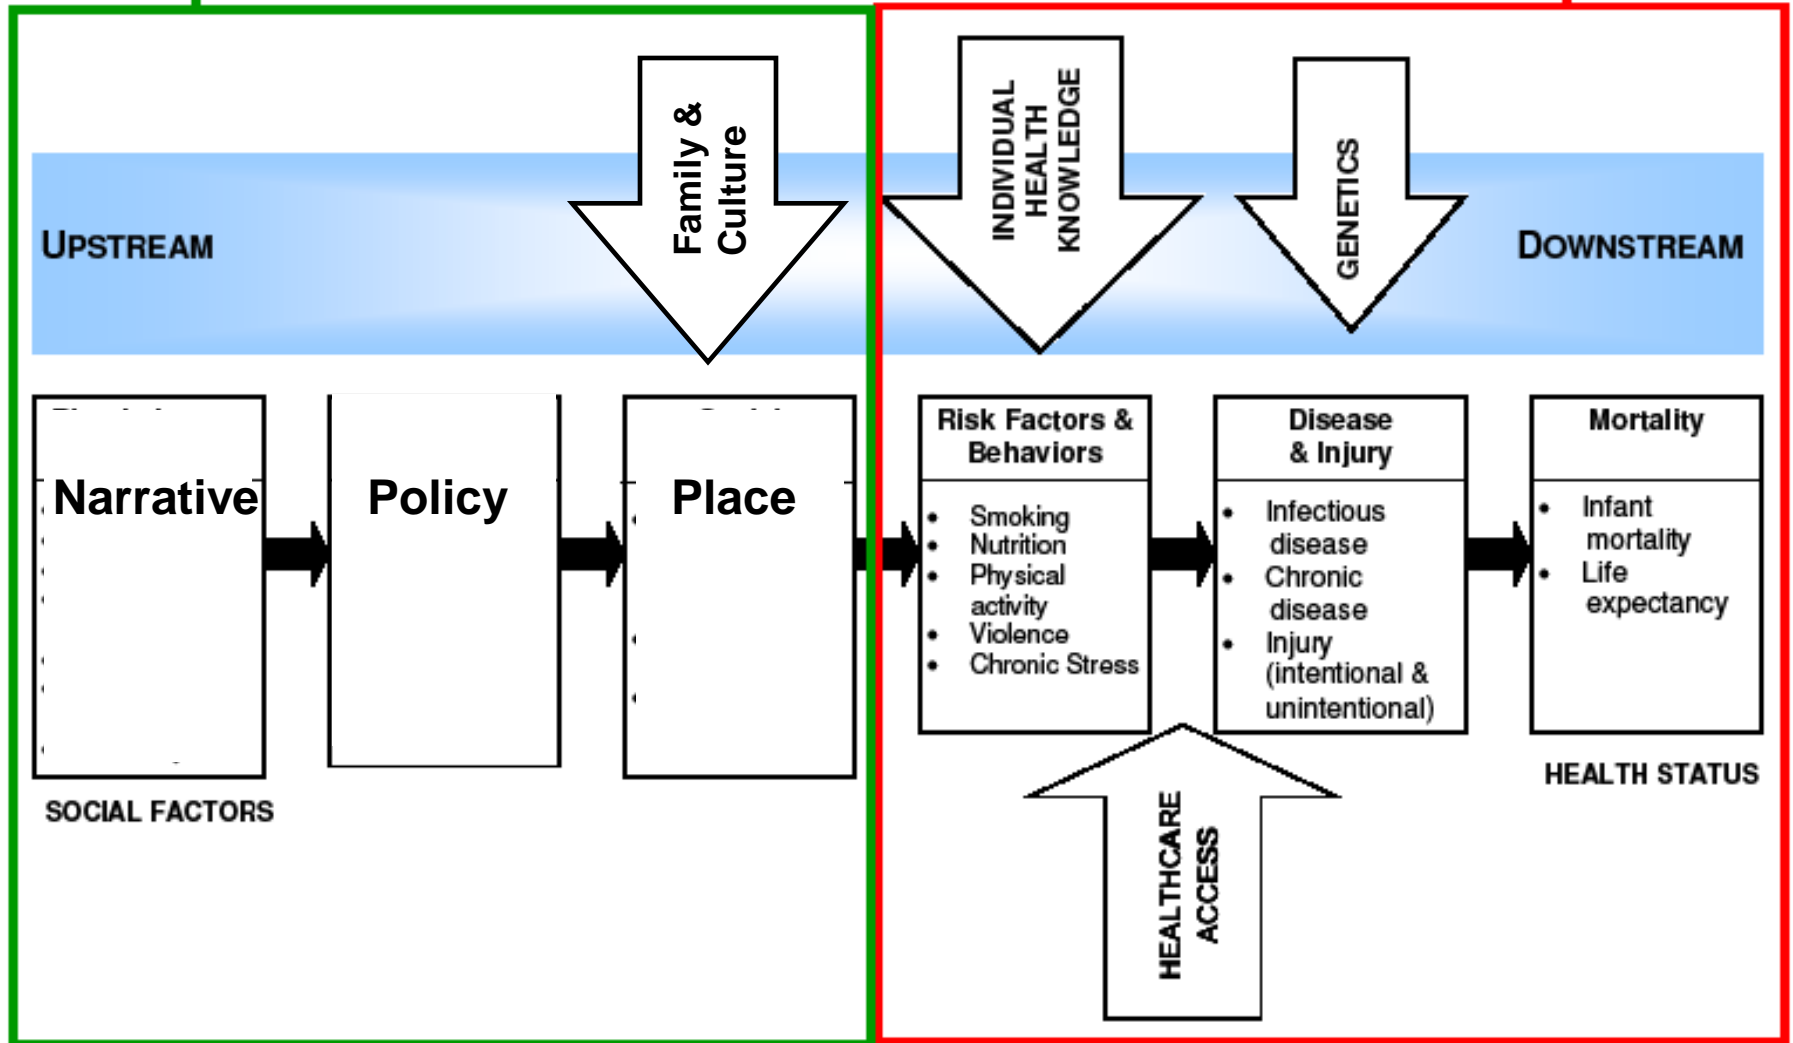 Family &
Culture
INDIVIDUAL
HEALTH
KNOWLEDGE
GENETICS
UPSTREAM
DOWNSTREAM
Narrative
Policy
Place
Risk Factors &
Behaviors
• Smoking
• Nutrition
• Physical
activity
• Violence
• Chronic Stress
Disease
& Injury
• Infectious
disease
• Chronic
disease
• Injury
(intentional &
unintentional)
Mortality
• Infant
mortality
• Life
expectancy
SOCIAL FACTORS
HEALTH STATUS
HEALTHCARE
ACCESS